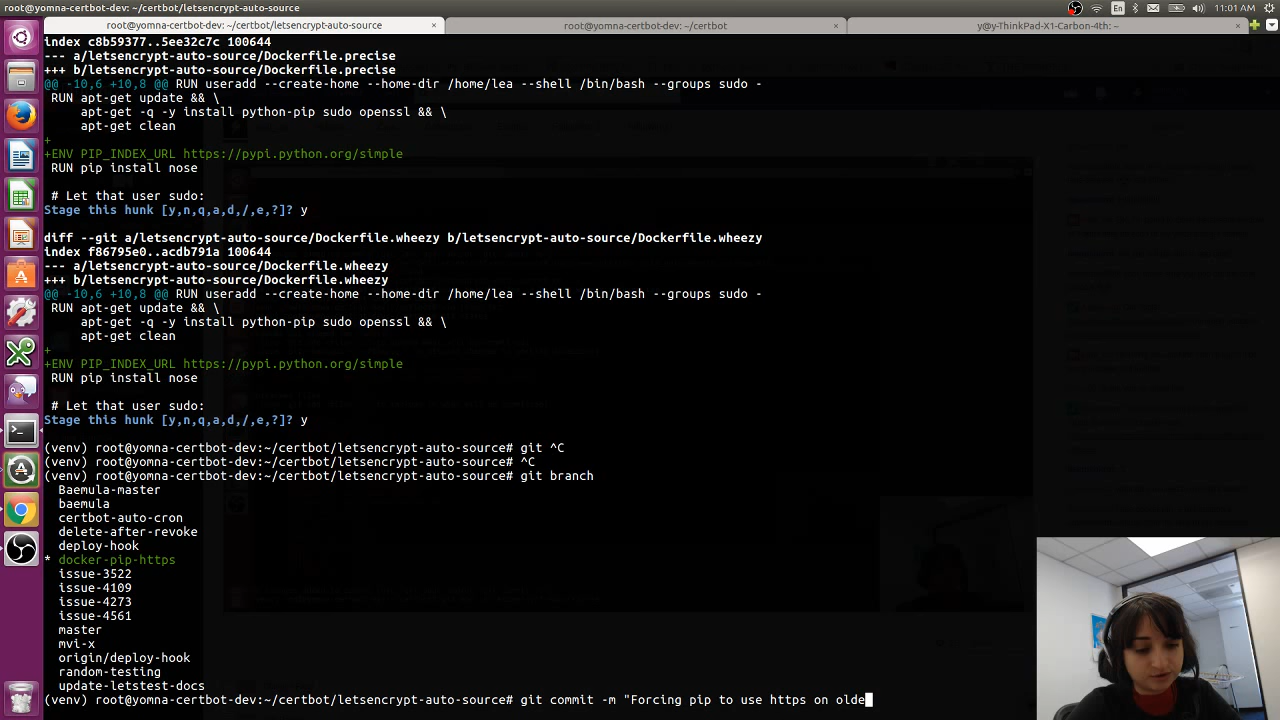 root@yomna-certbot-dev: ~/certbot/letsencrypt-auto-source
En
11:01 AM
root@yomna-certbot-dev: ~/certbot/letsencrypt-auto-source ×
root@yomna-certbot-dev: ~/certbot ×
y@y-ThinkPad-X1-Carbon-4th: ~ ×
index c8b59377..5ee32c7c 100644
--- a/letsencrypt-auto-source/Dockerfile.precise
+++ b/letsencrypt-auto-source/Dockerfile.precise
@@ -10,6 +10,8 @@ RUN useradd --create-home --home-dir /home/lea --shell /bin/bash --groups sudo -
 RUN apt-get update && \
     apt-get -q -y install python-pip sudo openssl && \
     apt-get clean
+
+ENV PIP_INDEX_URL https://pypi.python.org/simple
 RUN pip install nose
 # Let that user sudo:
Stage this hunk [y,n,q,a,d,/,e,?]? y
diff --git a/letsencrypt-auto-source/Dockerfile.wheezy b/letsencrypt-auto-source/Dockerfile.wheezy
index f86795e0..acdb791a 100644
--- a/letsencrypt-auto-source/Dockerfile.wheezy
+++ b/letsencrypt-auto-source/Dockerfile.wheezy
@@ -10,6 +10,8 @@ RUN useradd --create-home --home-dir /home/lea --shell /bin/bash --groups sudo -
 RUN apt-get update && \
     apt-get -q -y install python-pip sudo openssl && \
     apt-get clean
+
+ENV PIP_INDEX_URL https://pypi.python.org/simple
 RUN pip install nose
 # Let that user sudo:
Stage this hunk [y,n,q,a,d,/,e,?]? y
(venv) root@yomna-certbot-dev:~/certbot/letsencrypt-auto-source# git ^C
(venv) root@yomna-certbot-dev:~/certbot/letsencrypt-auto-source# ^C
(venv) root@yomna-certbot-dev:~/certbot/letsencrypt-auto-source# git branch
  Baemula-master
  baemula
  certbot-auto-cron
  delete-after-revoke
  deploy-hook
* docker-pip-https
  issue-3522
  issue-4109
  issue-4273
  issue-4561
  master
  mvi-x
  origin/deploy-hook
  random-testing
  update-letstest-docs
(venv) root@yomna-certbot-dev:~/certbot/letsencrypt-auto-source# git commit -m "Forcing pip to use https on olde